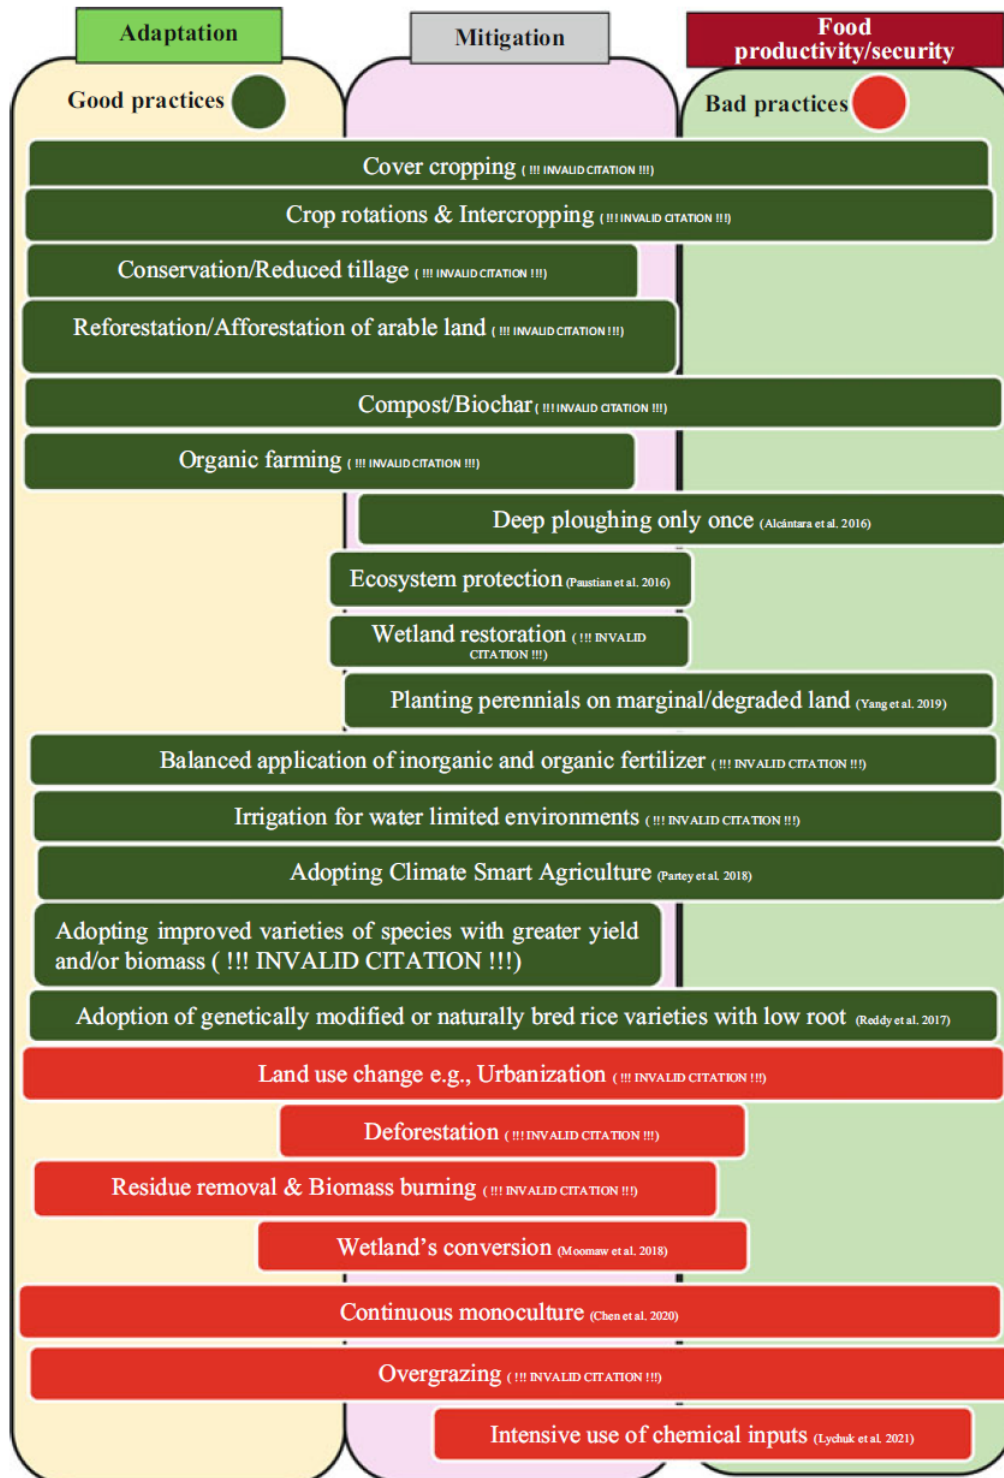 Adaptation
Mitigation
Food
productivity/security
Good practices
Bad practices
Cover cropping ( !!! INVALID CITATION !!!)
Crop rotations & Intercropping ( !!! INVALID CITATION !!!)
Conservation/Reduced tillage ( !!! INVALID CITATION !!!)
Reforestation/Afforestation of arable land ( !!! INVALID CITATION !!!)
Compost/Biochar ( !!! INVALID CITATION !!!)
Organic farming ( !!! INVALID CITATION !!!)
Deep ploughing only once (Alcántara et al. 2016)
Ecosystem protection (Paustian et al. 2016)
Wetland restoration ( !!! INVALID
CITATION !!!)
Planting perennials on marginal/degraded land (Yang et al. 2019)
Balanced application of inorganic and organic fertilizer ( !!! INVALID CITATION !!!)
Irrigation for water limited environments ( !!! INVALID CITATION !!!)
Adopting Climate Smart Agriculture (Partey et al. 2018)
Adopting improved varieties of species with greater yield
and/or biomass ( !!! INVALID CITATION !!!)
Adoption of genetically modified or naturally bred rice varieties with low root (Reddy et al. 2017)
Land use change e.g., Urbanization ( !!! INVALID CITATION !!!)
Deforestation ( !!! INVALID CITATION !!!)
Residue removal & Biomass burning ( !!! INVALID CITATION !!!)
Wetland’s conversion (Moomaw et al. 2018)
Continuous monoculture (Chen et al. 2020)
Overgrazing ( !!! INVALID CITATION !!!)
Intensive use of chemical inputs (Lychuk et al. 2021)